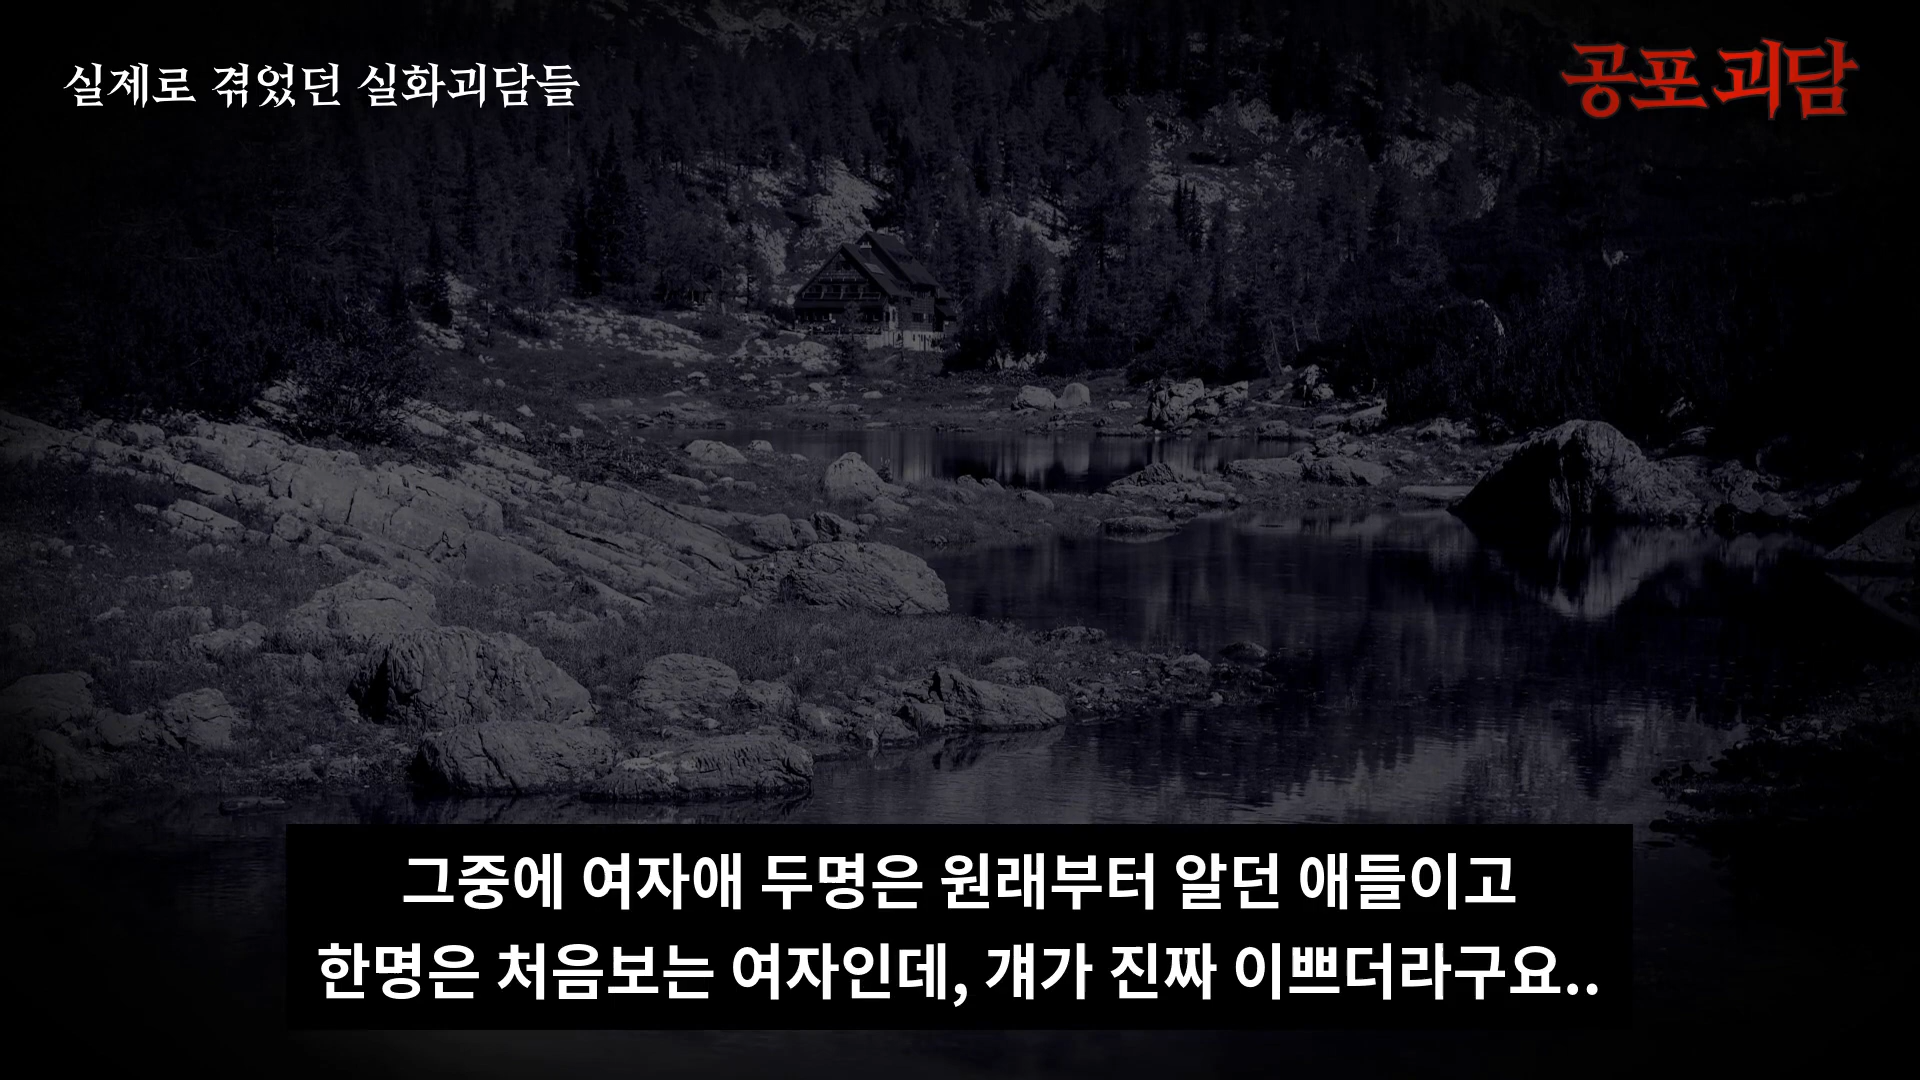 실제로 겪었던 실화괴담들
공포 괴담
그중에 여자애 두명은 원래부터 알던 애들이고
한명은 처음보는 여자인데, 걔가 진짜 이쁘더라구요..